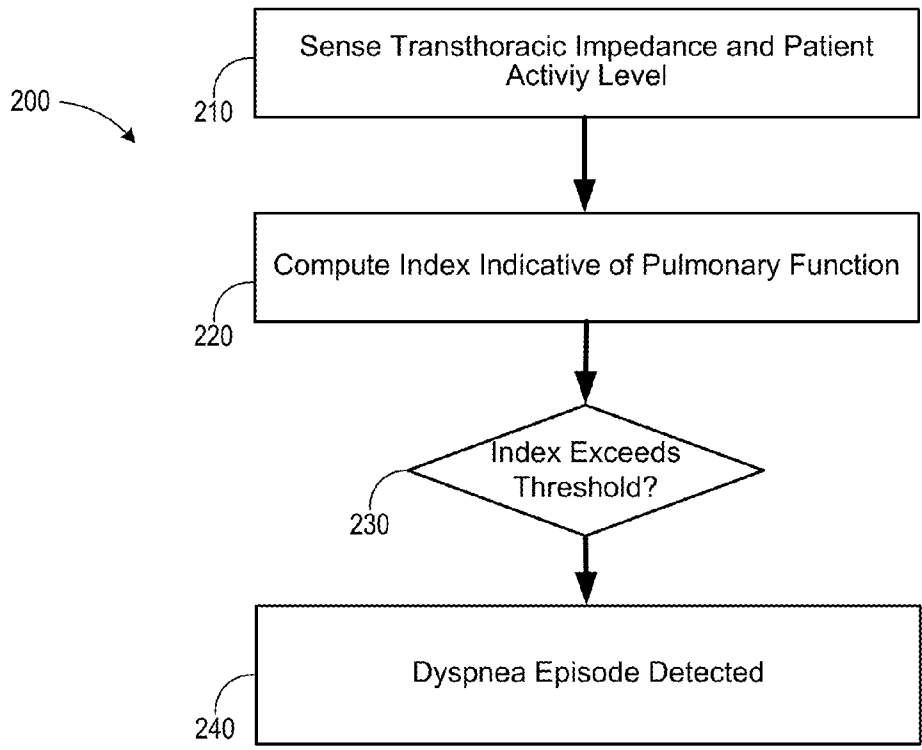 Sense Transthoracic Impedance and Patient
Activiy Level
210
200
Compute Index Indicative of Pulmonary Function
220
Index Exceeds
Threshold?
230
Dyspnea Episode Detected
240